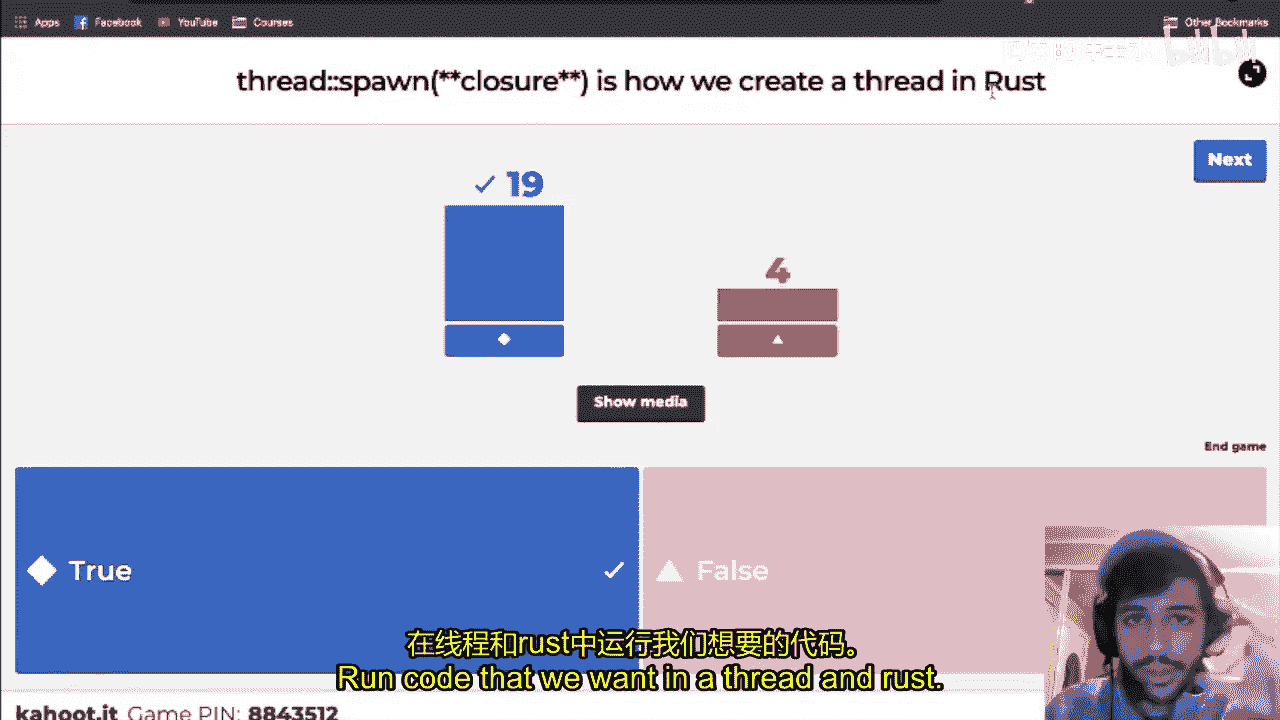 Apps Facebook YouTube Courses Other Bookmarks
bilibili
thread::spawn(**closure**) is how we create a thread in Rust
Next
19
4
Show media
End game
True
False
在线程和rust中运行我们想要的代码。
Run code that we want in a thread and rust.
kahoot.it Game PIN: 8843512